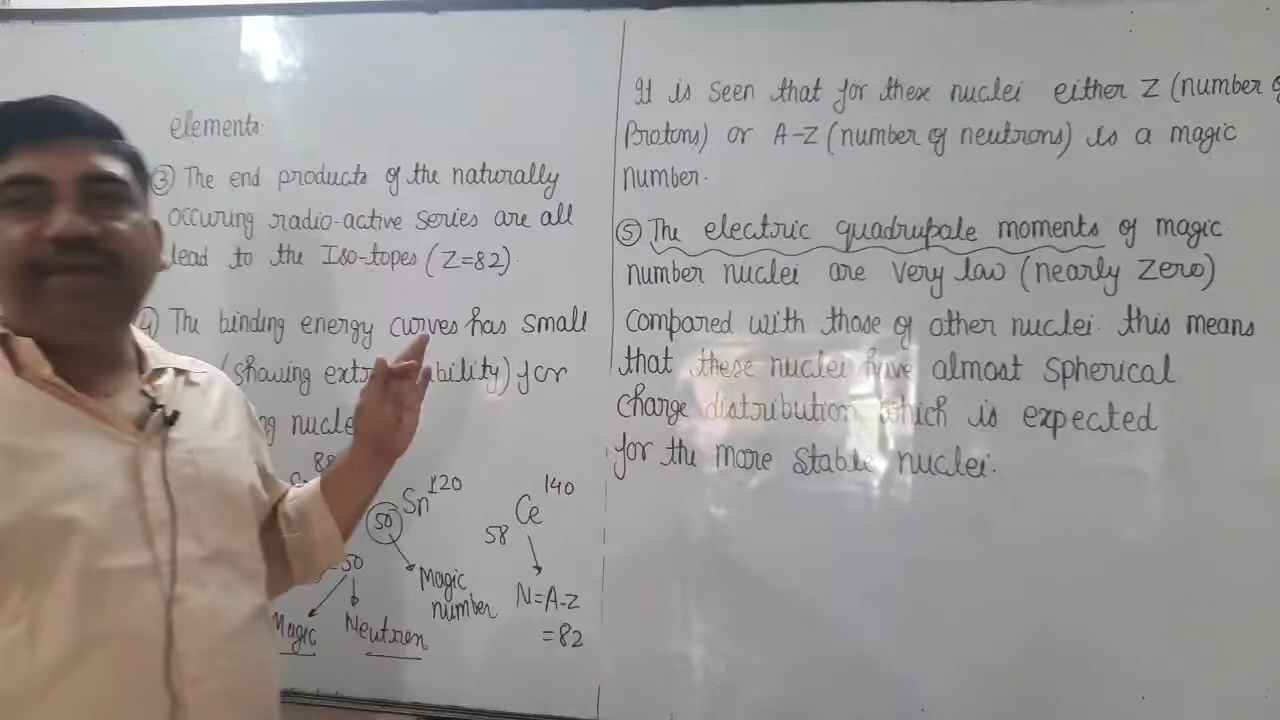 elements.
③ The end products of the naturally
occuring radio-active series are all
lead to the Iso-topes (Z=82).
The binding energy curves has small
(showing extra ability) for
nucle
88
50 Sn 120
58 Ce 140
50
Magic
Neutron
Magic
number
N=A-Z
=82
It is seen that for these nuclei either Z (number of
Protons) or A-Z (number of neutrons) is a magic
number.
⑤ The electric quadrupale moments of magic
number nuclei are very law (nearly zero)
Compared with those of other nuclei. this means
that these nuclei have almost spherical
charge distribution which is expected
for the more stable nuclei.